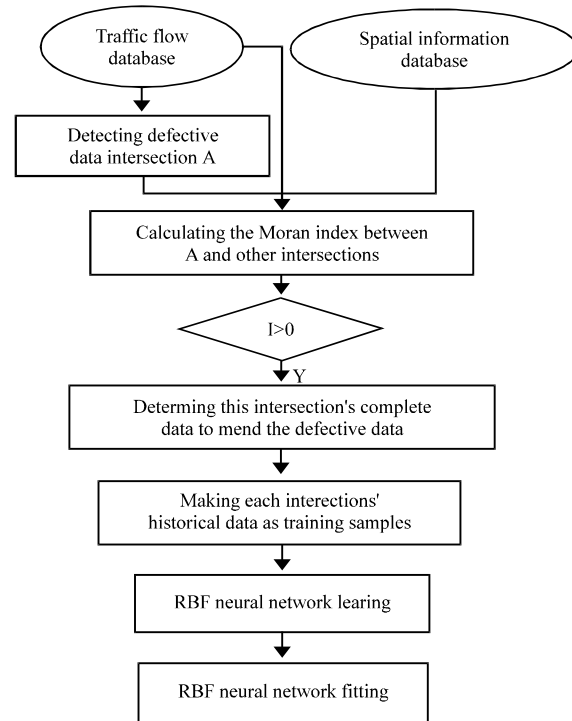 Traffic flow
database
Spatial information
database
Detecting defective
data intersection A
Calculating the Moran index between
A and other intersections
I>0
Y
Determing this intersection's complete
data to mend the defective data
Making each interections'
historical data as training samples
RBF neural network learing
RBF neural network fitting